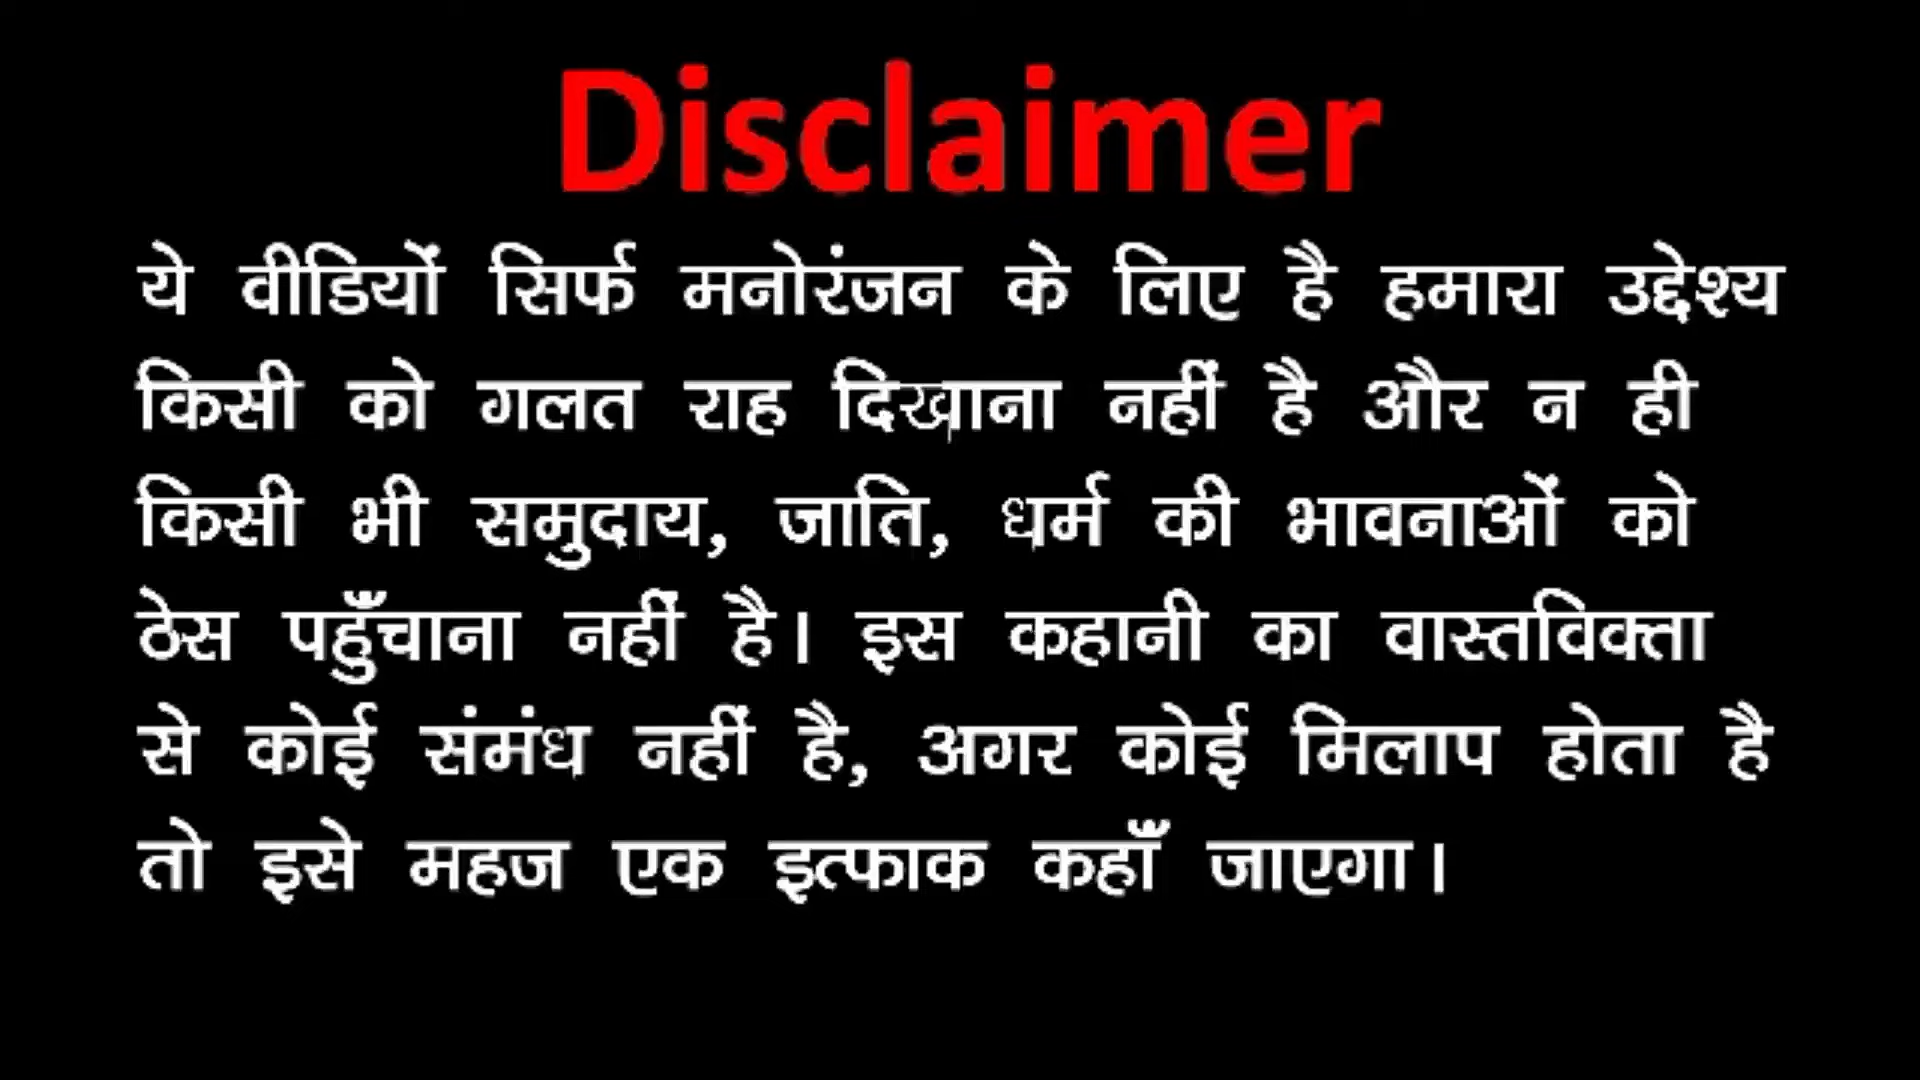 Disclaimer
ये वीडियों सिर्फ मनोरंजन के लिए है हमारा उद्देश्य
किसी को गलत राह दिखाना नहीं है और न ही
किसी भी समुदाय, जाति, धर्म की भावनाओं को
ठेस पहुँचाना नहीं है। इस कहानी का वास्तविक्ता
से कोई संमंध नहीं है, अगर कोई मिलाप होता है
तो इसे महज एक इत्फाक कहाँ जाएगा।